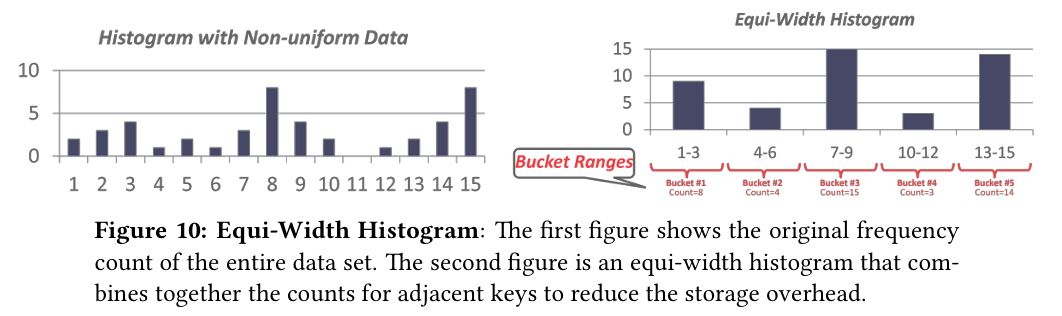 Histogram with Non-uniform Data
10
5
0
1 2 3 4 5 6 7 8 9 10 11 12 13 14 15
Equi-Width Histogram
15
10
5
0
1-3 4-6 7-9 10-12 13-15
Bucket Ranges
Bucket #1 Bucket #2 Bucket #3 Bucket #4 Bucket #5
Count=8 Count=4 Count=15 Count=3 Count=14
Figure 10: Equi-Width Histogram: The first figure shows the original frequency
count of the entire data set. The second figure is an equi-width histogram that com-
bines together the counts for adjacent keys to reduce the storage overhead.